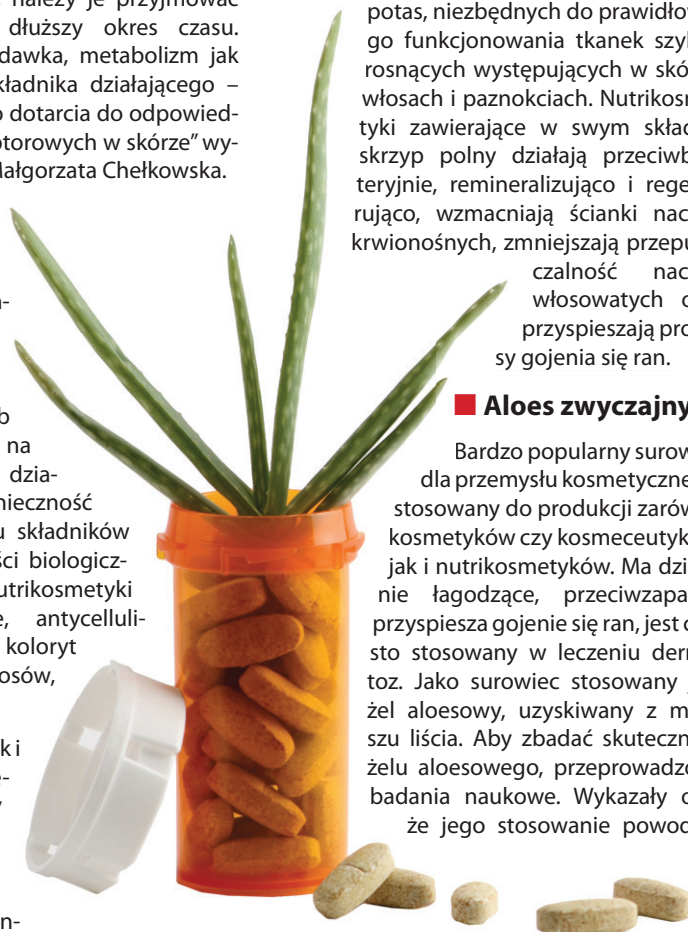 należy je przyjmować
dłuższy okres czasu.
dawka, metabolizm jak
kładnika działającego –
o dotarcia do odpowied-
ptorowych w skórze” wy-
Małgorzata Chełkowska.
a-
b
na
dzia-
nieczność
u składników
ści biologicz-
utrikosmetyki
e, antycelluli-
koloryt
osów,
k i
n-
potas, niezbędnych do prawidłow
go funkcjonowania tkanek szyb
rosnących występujących w skór
włosach i paznokciach. Nutrikosm
tyki zawierające w swym skład
skrzyp polny działają przeciwb
teryjnie, remineralizująco i rege
rująco, wzmacniają ścianki nac
krwionośnych, zmniejszają przepu
czalność nac
włosowatych o
przyspieszają pro
sy gojenia się ran.
Aloes zwyczajny
Bardzo popularny surow
dla przemysłu kosmetyczne
stosowany do produkcji zarów
kosmetyków czy kosmeceutyk
jak i nutrikosmetyków. Ma dzi
nie łagodzące, przeciwzapa
przyspiesza gojenie się ran, jest c
sto stosowany w leczeniu derm
toz. Jako surowiec stosowany j
żel aloesowy, uzyskiwany z m
szu liścia. Aby zbadać skuteczn
żelu aloesowego, przeprowadzo
badania naukowe. Wykazały o
że jego stosowanie powod